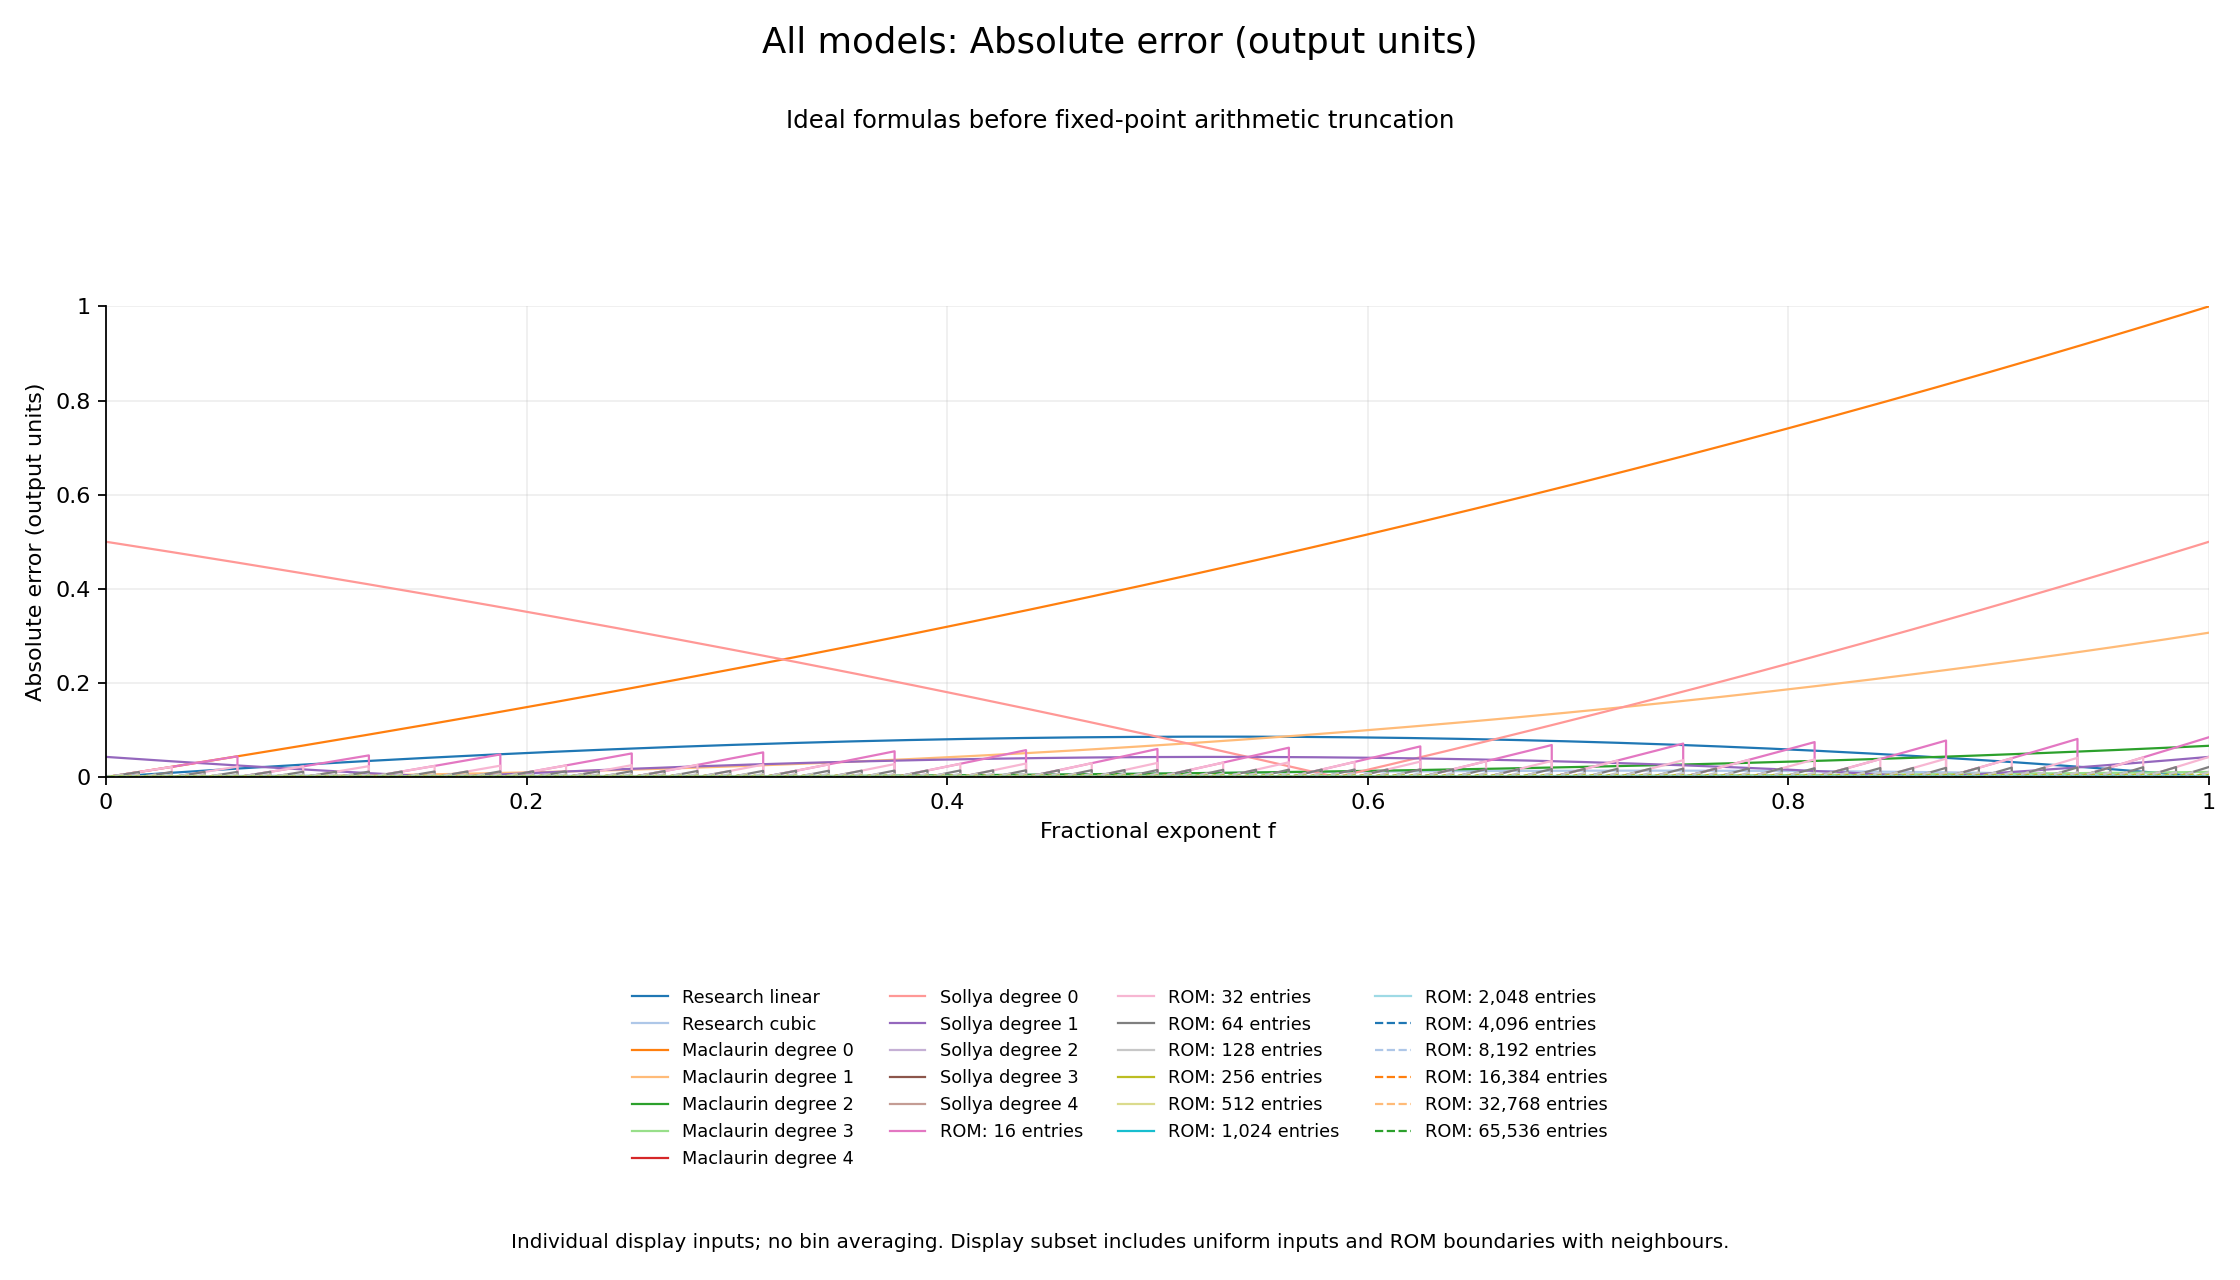 All models: Absolute error (output units)
Ideal formulas before fixed-point arithmetic truncation
Absolute error (output units)
1
0.8
0.6
0.4
0.2
0
0 0.2 0.4 0.6 0.8 1
Fractional exponent f
Research linear
Research cubic
Maclaurin degree 0
Maclaurin degree 1
Maclaurin degree 2
Maclaurin degree 3
Maclaurin degree 4
Sollya degree 0
Sollya degree 1
Sollya degree 2
Sollya degree 3
Sollya degree 4
ROM: 16 entries
ROM: 32 entries
ROM: 64 entries
ROM: 128 entries
ROM: 256 entries
ROM: 512 entries
ROM: 1,024 entries
ROM: 2,048 entries
ROM: 4,096 entries
ROM: 8,192 entries
ROM: 16,384 entries
ROM: 32,768 entries
ROM: 65,536 entries
Individual display inputs; no bin averaging. Display subset includes uniform inputs and ROM boundaries with neighbours.